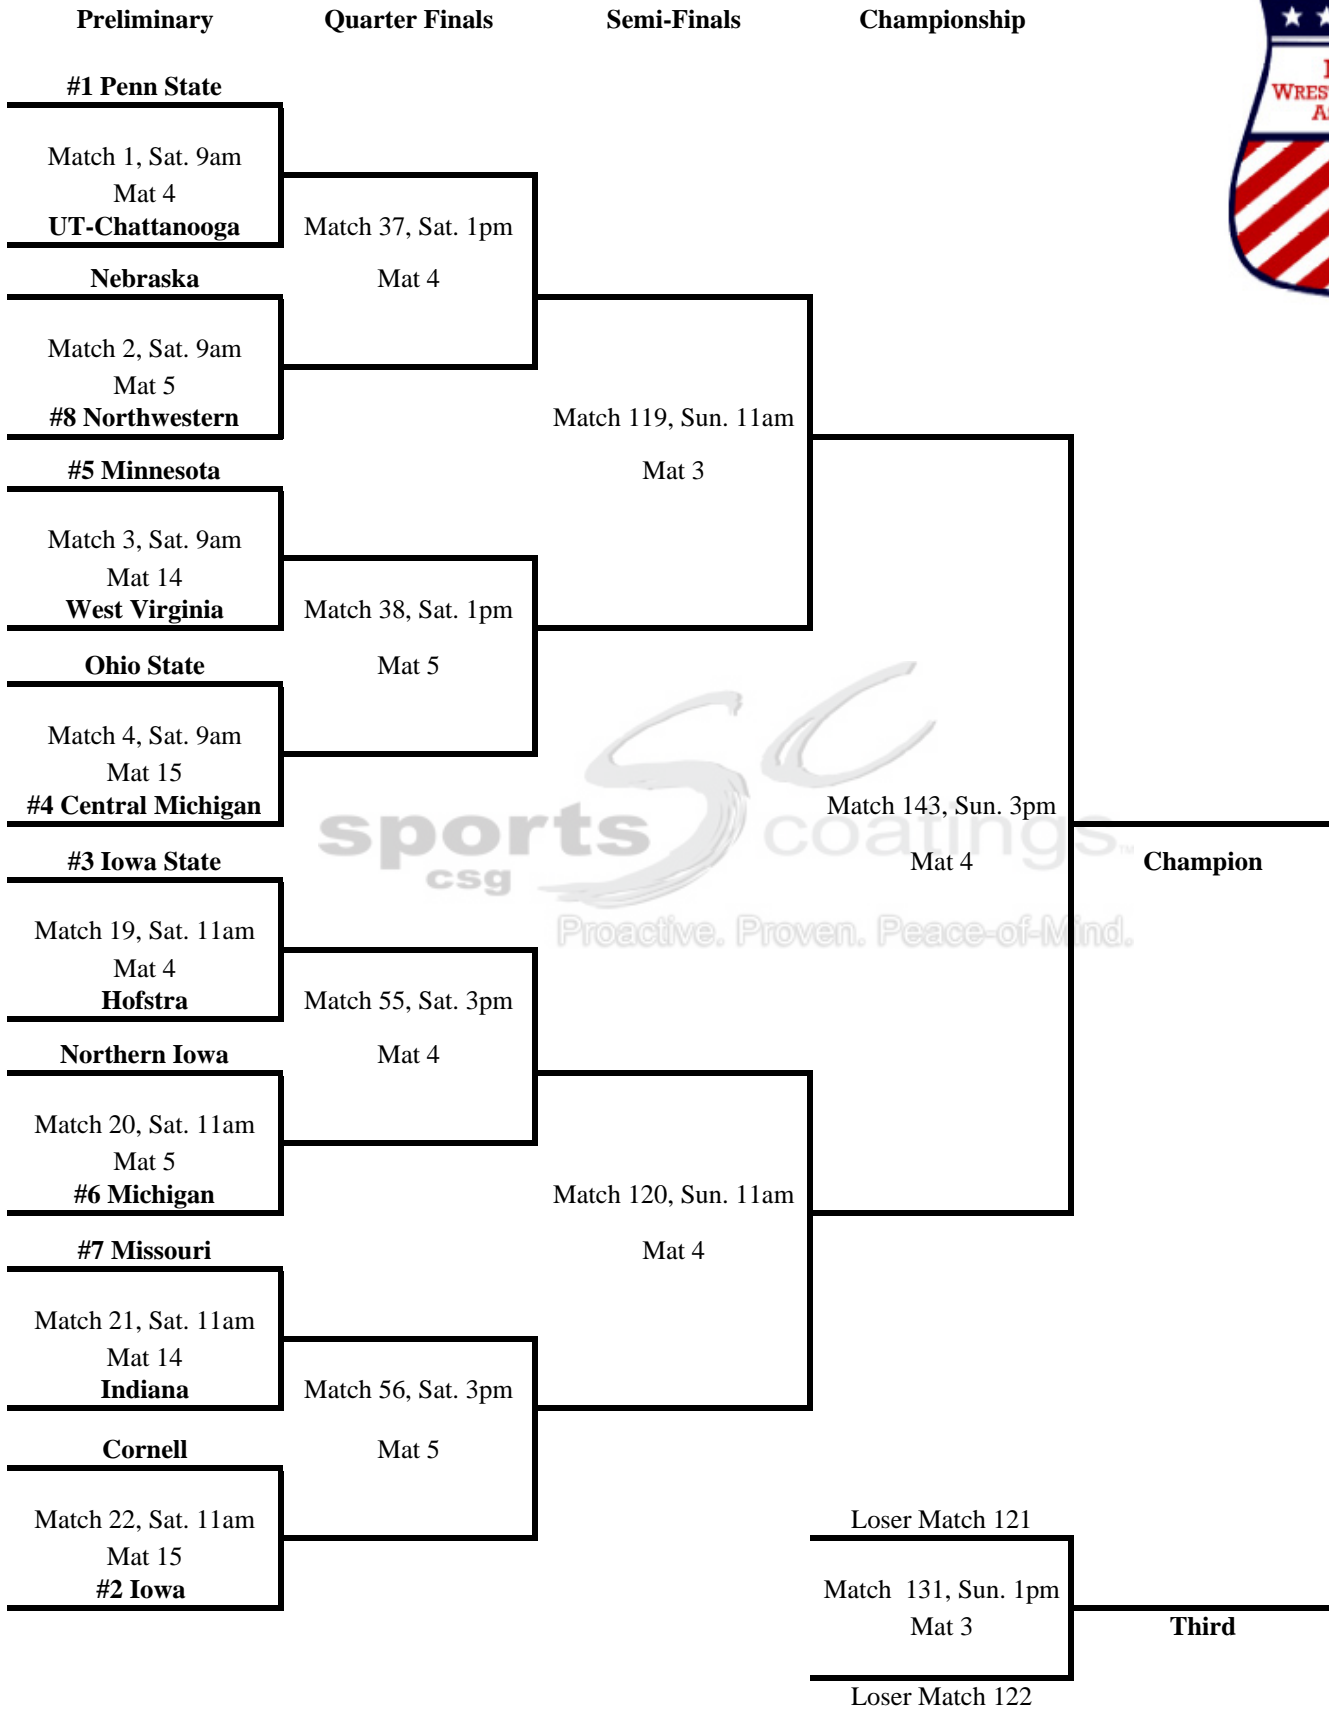 Preliminary Quarter Finals Semi-Finals Championship
#1 Penn State
Match 1, Sat. 9am
Mat 4
UT-Chattanooga
Match 37, Sat. 1pm
Mat 4
Nebraska
Match 2, Sat. 9am
Mat 5
#8 Northwestern
Match 119, Sun. 11am
Mat 3
#5 Minnesota
Match 3, Sat. 9am
Mat 14
West Virginia
Match 38, Sat. 1pm
Mat 5
Ohio State
Match 4, Sat. 9am
Mat 15
#4 Central Michigan
Match 143, Sun. 3pm
Mat 4
Champion
#3 Iowa State
Match 19, Sat. 11am
Mat 4
Hofstra
Match 55, Sat. 3pm
Mat 4
Northern Iowa
Match 20, Sat. 11am
Mat 5
#6 Michigan
Match 120, Sun. 11am
Mat 4
#7 Missouri
Match 21, Sat. 11am
Mat 14
Indiana
Match 56, Sat. 3pm
Mat 5
Cornell
Match 22, Sat. 11am
Mat 15
#2 Iowa
Loser Match 121
Match 131, Sun. 1pm
Mat 3
Third
Loser Match 122
sports coatings™
csg
SC
Proactive. Proven. Peace-of-Mind.